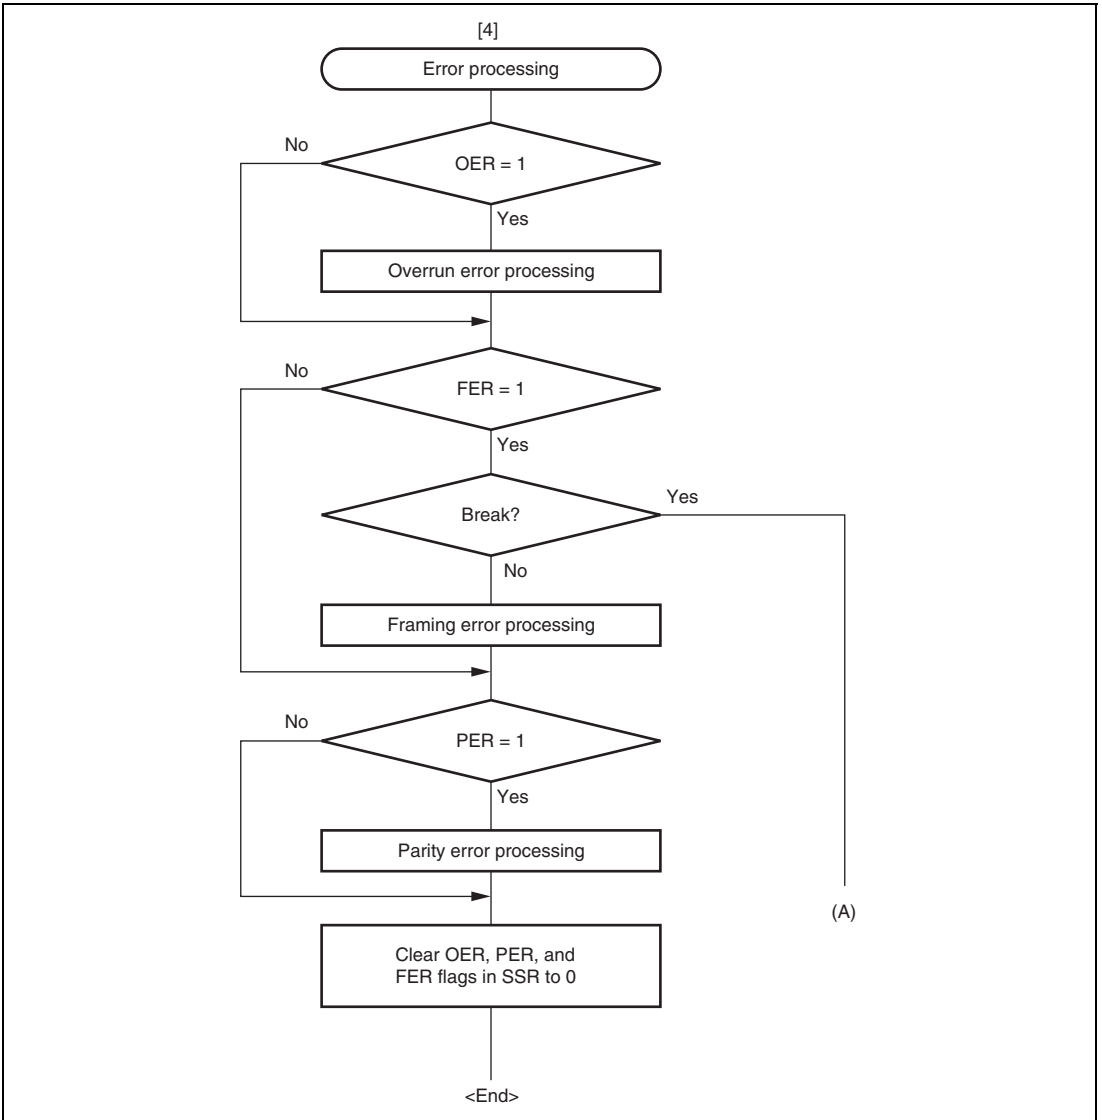 [4]
Error processing
No
OER = 1
Yes
Overrun error processing
No
FER = 1
Yes
Yes
Break?
No
Framing error processing
No
PER = 1
Yes
Parity error processing
(A)
Clear OER, PER, and
FER flags in SSR to 0
<End>